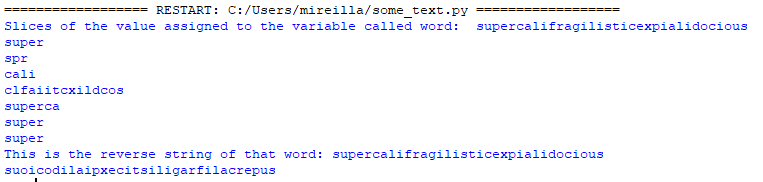 ================== RESTART: C:/Users/mireilla/some_text.py ==================
Slices of the value assigned to the variable called word:  supercalifragilisticexpialidocious
super
spr
cali
clfaiitcxildcos
superca
super
super
This is the reverse string of that word: supercalifragilisticexpialidocious
suoicodilaipxecitsiligarfilacrepus